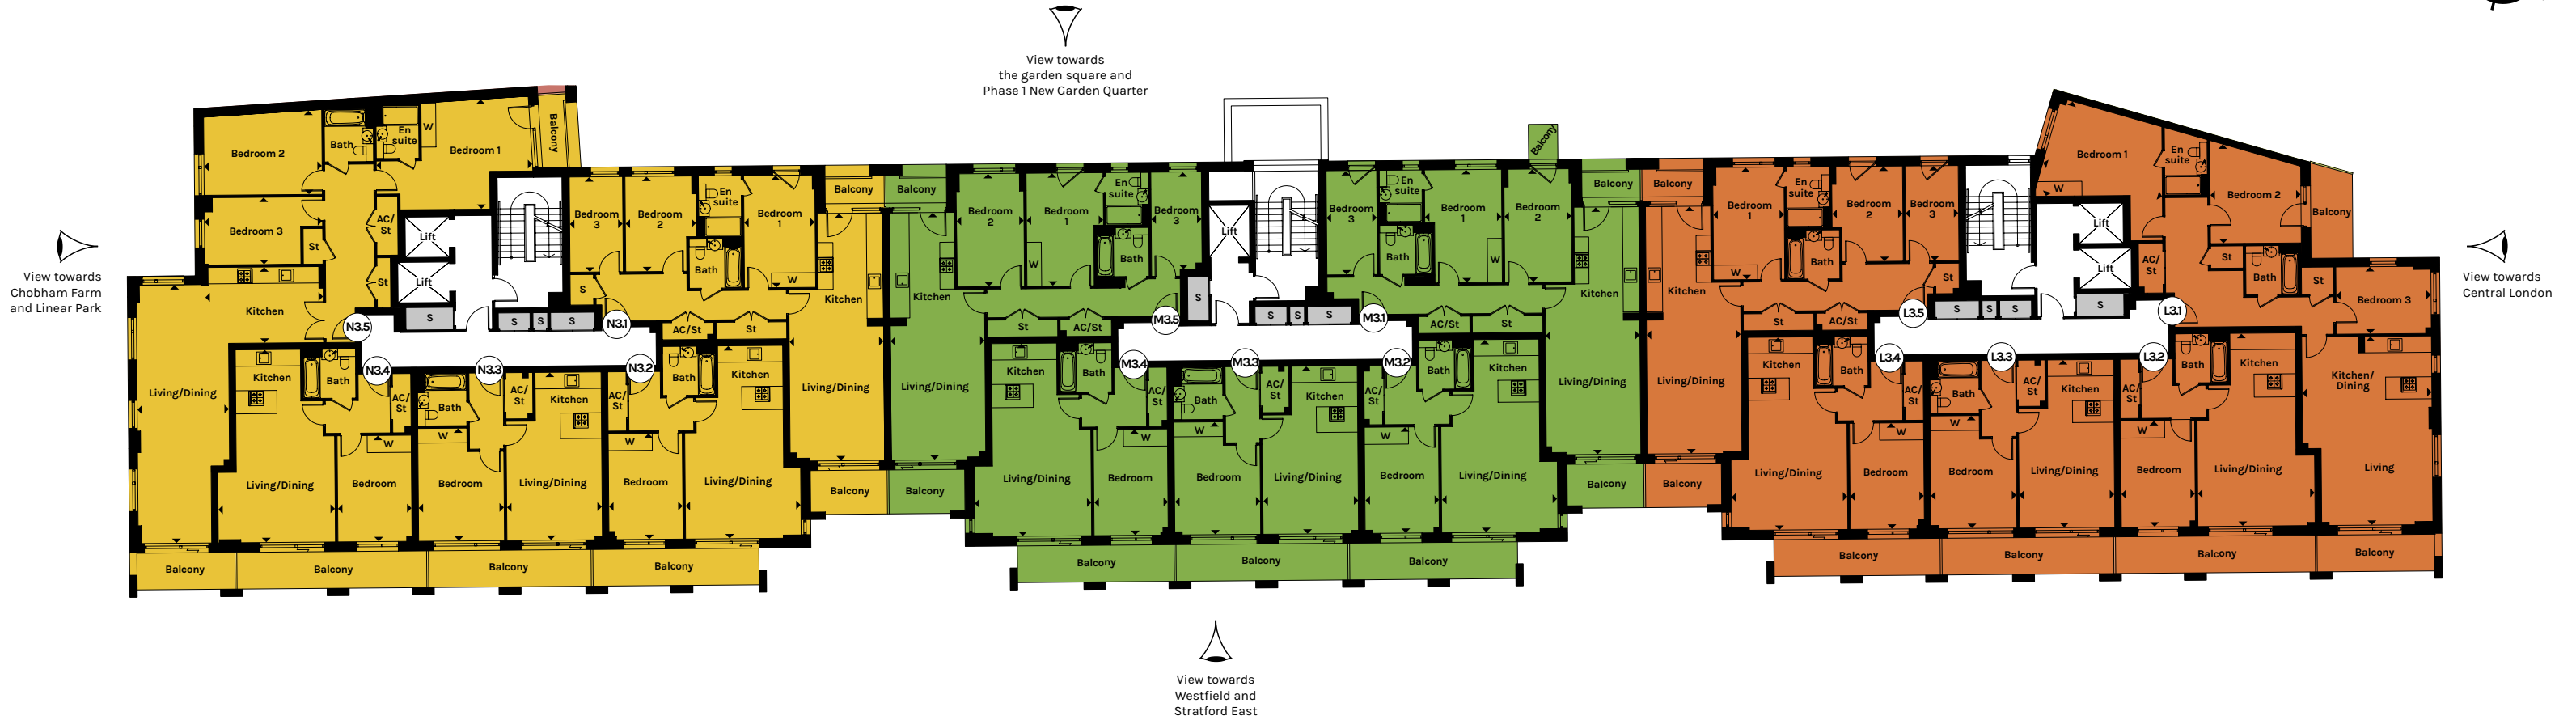 View towards
the garden square and
Phase 1 New Garden Quarter
View towards
Chobham Farm
and Linear Park
View towards
Central London
View towards
Westfield and
Stratford East
Bedroom 2
Bath
En
suite
W
Bedroom 1
Balcony
Bedroom 3
St
AC/
St
St
Lift
Lift
S
Kitchen
Living/Dining
N3.5
Balcony
Kitchen
Bath
N3.4
AC/
St
W
Living/Dining
Bedroom
Balcony
N3.3
Bath
AC/
St
Kitchen
W
Bedroom
Living/Dining
Balcony
N3.2
AC/
St
Bath
Kitchen
W
Bedroom
Living/Dining
Balcony
S
S
S
N3.1
Bedroom
3
Bedroom
2
En
suite
Bedroom
1
Bath
W
S
AC/St
St
Balcony
Kitchen
Living/Dining
Balcony
Balcony
Kitchen
Living/Dining
Balcony
Bedroom
2
Bedroom
1
En
suite
Bedroom
3
W
Bath
St
AC/St
M3.5
S
Lift
S
S
S
M3.4
Kitchen
Bath
AC/
St
W
Living/Dining
Bedroom
Balcony
M3.3
Bath
AC/
St
Kitchen
W
Bedroom
Living/Dining
Balcony
M3.2
AC/
St
Bath
Kitchen
W
Bedroom
Living/Dining
Balcony
M3.1
Bedroom
3
En
suite
Bedroom
1
Bedroom
2
Balcony
Bath
W
AC/St
St
Balcony
Kitchen
Living/Dining
Balcony
Balcony
Kitchen
Living/Dining
Balcony
Bedroom
1
En
suite
Bedroom
2
Bedroom
3
Bath
W
St
St
AC/St
L3.5
S
S
S
S
Lift
Lift
L3.4
Kitchen
Bath
AC/
St
W
Living/Dining
Bedroom
Balcony
L3.3
Bath
AC/
St
Kitchen
W
Bedroom
Living/Dining
Balcony
L3.2
AC/
St
Bath
Kitchen
W
Bedroom
Living/Dining
Balcony
L3.1
Bedroom 1
W
En
suite
Bedroom 2
Balcony
AC/
St
St
Bath
St
Bedroom 3
Kitchen/
Dining
Living
Balcony